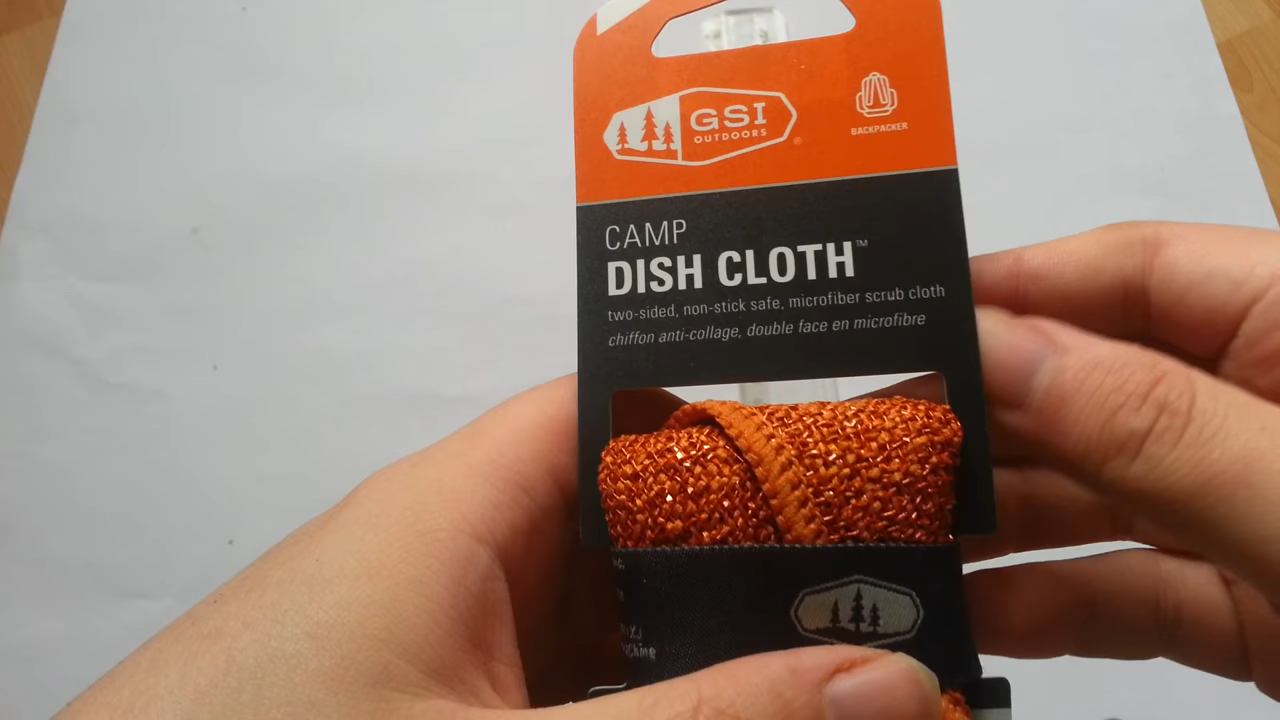 GSI
OUTDOORS
BACKPACKER
CAMP
DISH CLOTH™
two-sided, non-stick safe, microfiber scrub cloth
chiffon anti-collage, double face en microfibre